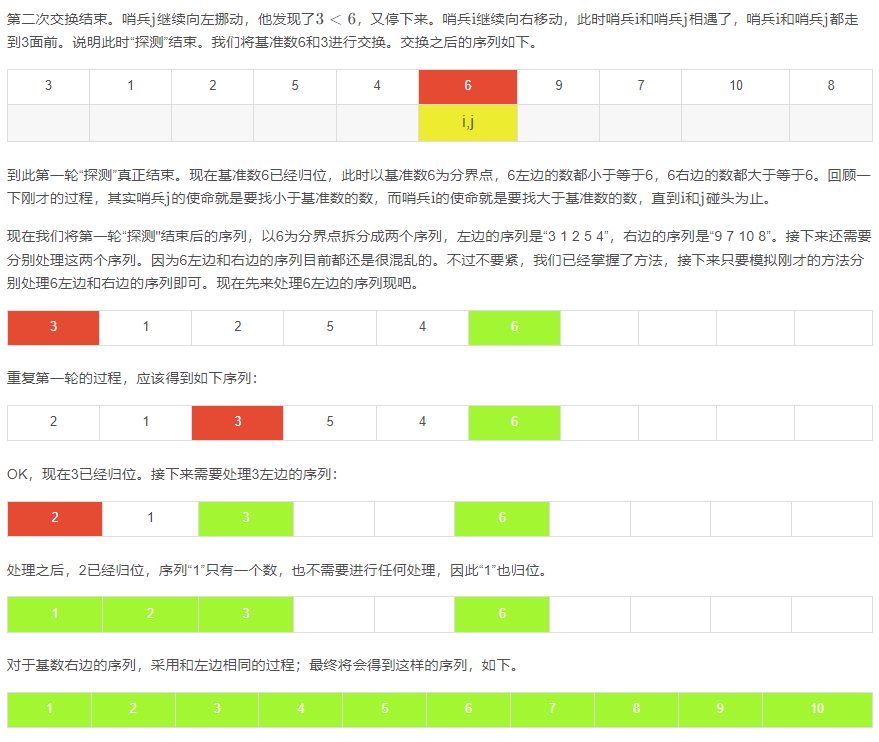 第二次交换结束。哨兵j继续向左挪动，他发现了3 < 6，又停下来。哨兵i继续向右移动，此时哨兵i和哨兵j相遇了，哨兵i和哨兵j都走
到3面前。说明此时“探测”结束。我们将基准数6和3进行交换。交换之后的序列如下。
3 1 2 5 4 6 9 7 10 8
i,j
到此第一轮“探测”真正结束。现在基准数6已经归位，此时以基准数6为分界点，6左边的数都小于等于6，6右边的数都大于等于6。回顾一
下刚才的过程，其实哨兵j的使命就是要找小于基准数的数，而哨兵i的使命就是要找大于基准数的数，直到i和j碰头为止。
现在我们将第一轮“探测"结束后的序列，以6为分界点拆分成两个序列，左边的序列是“3 1 2 5 4”，右边的序列是“9 7 10 8”。接下来还需要
分别处理这两个序列。因为6左边和右边的序列目前都还是很混乱的。不过不要紧，我们已经掌握了方法，接下来只要模拟刚才的方法分
别处理6左边和右边的序列即可。现在先来处理6左边的序列现吧。
3 1 2 5 4 6
重复第一轮的过程，应该得到如下序列：
2 1 3 5 4 6
OK，现在3已经归位。接下来需要处理3左边的序列：
2 1 3 6
处理之后，2已经归位，序列“1”只有一个数，也不需要进行任何处理，因此“1”也归位。
1 2 3 6
对于基数右边的序列，采用和左边相同的过程；最终将会得到这样的序列，如下。
1 2 3 4 5 6 7 8 9 10